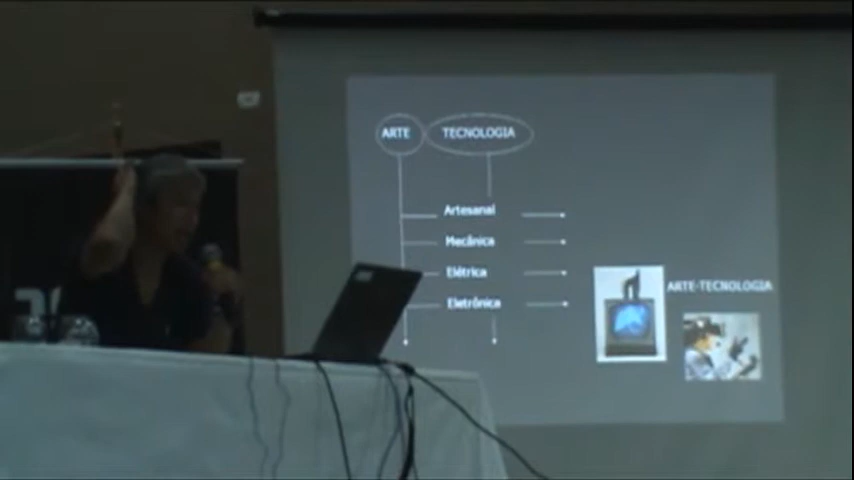 ARTE TECNOLOGIA
Artesanal
Mecânica
Elétrica
Eletrônica
ARTE-TECNOLOGIA